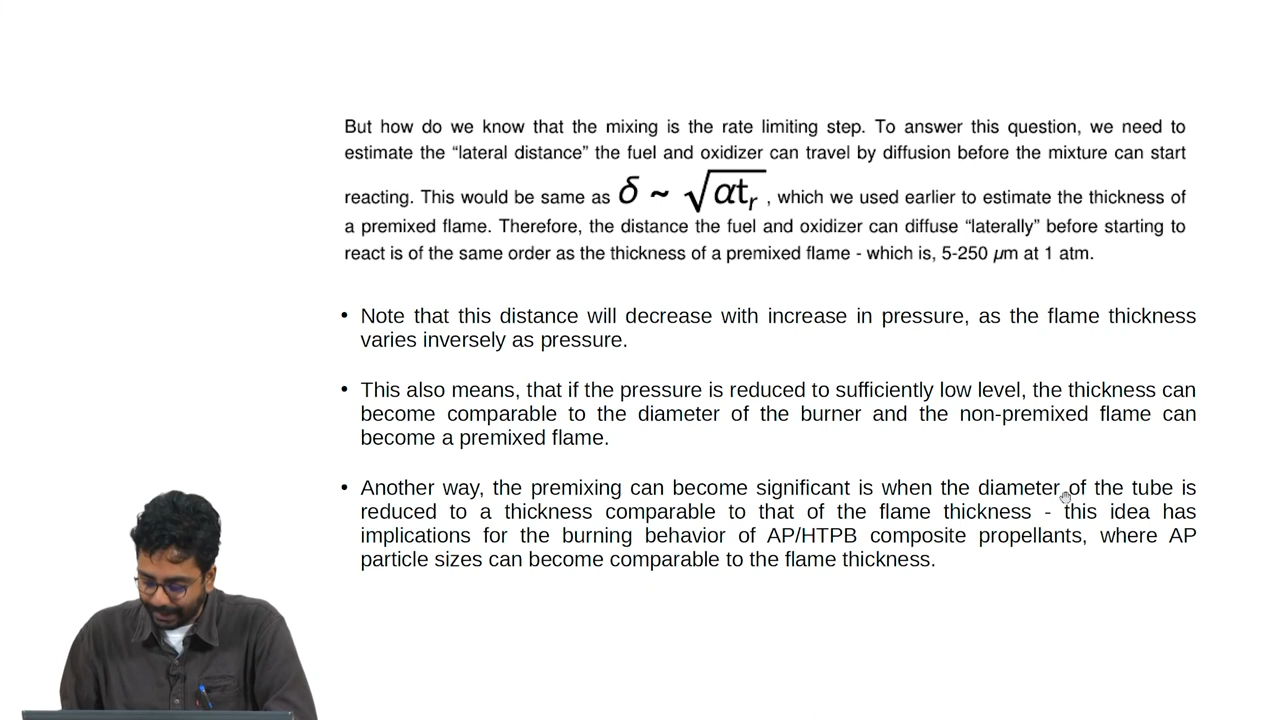 But how do we know that the mixing is the rate limiting step. To answer this question, we need to
estimate the “lateral distance” the fuel and oxidizer can travel by diffusion before the mixture can start
reacting. This would be same as δ ~ √αtᵣ , which we used earlier to estimate the thickness of
a premixed flame. Therefore, the distance the fuel and oxidizer can diffuse “laterally” before starting to
react is of the same order as the thickness of a premixed flame - which is, 5-250 μm at 1 atm.
• Note that this distance will decrease with increase in pressure, as the flame thickness
varies inversely as pressure.
• This also means, that if the pressure is reduced to sufficiently low level, the thickness can
become comparable to the diameter of the burner and the non-premixed flame can
become a premixed flame.
• Another way, the premixing can become significant is when the diameter of the tube is
reduced to a thickness comparable to that of the flame thickness - this idea has
implications for the burning behavior of AP/HTPB composite propellants, where AP
particle sizes can become comparable to the flame thickness.